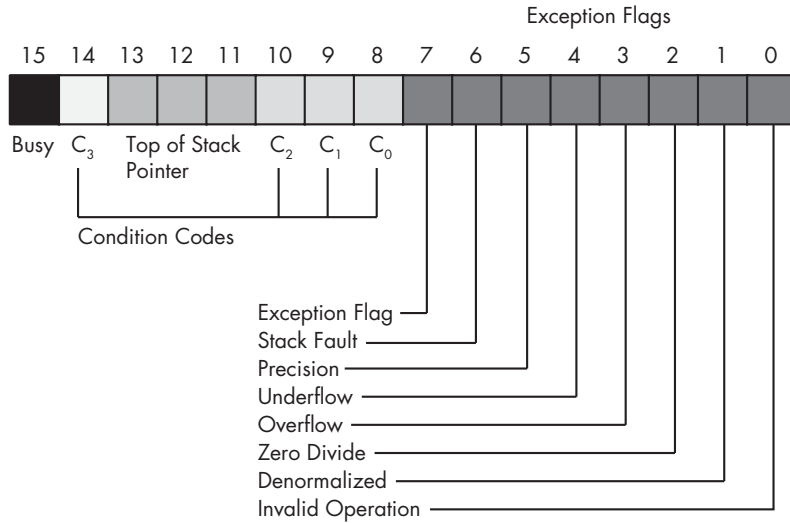 Exception Flags
15 14 13 12 11 10 9 8 7 6 5 4 3 2 1 0
Busy C₃ Top of Stack Pointer C₂ C₁ C₀
Condition Codes
Exception Flag
Stack Fault
Precision
Underflow
Overflow
Zero Divide
Denormalized
Invalid Operation